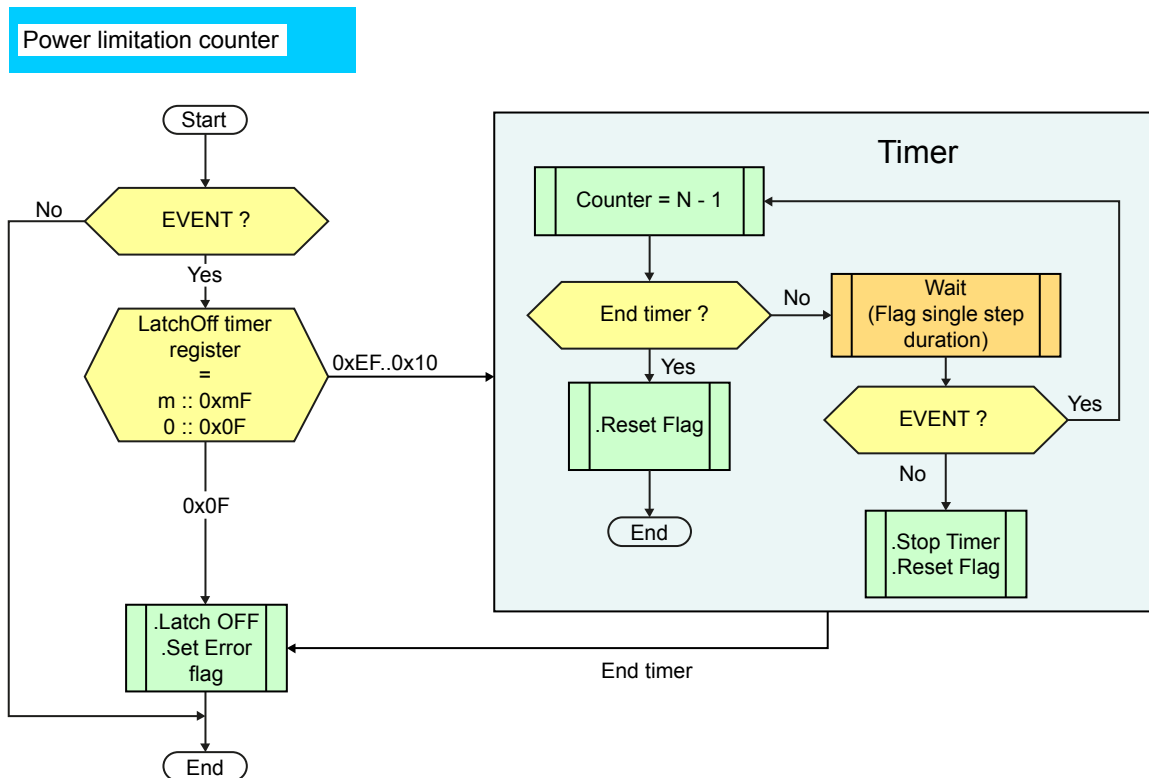 Power limitation counter
Start
No
EVENT ?
Yes
LatchOff timer
register
=
m :: 0xmF
0 :: 0x0F
0xEF..0x10
0x0F
.Latch OFF
.Set Error
flag
End
Timer
Counter = N - 1
End timer ?
No
Wait
(Flag single step
duration)
Yes
.Reset Flag
End
EVENT ?
Yes
No
.Stop Timer
.Reset Flag
End timer